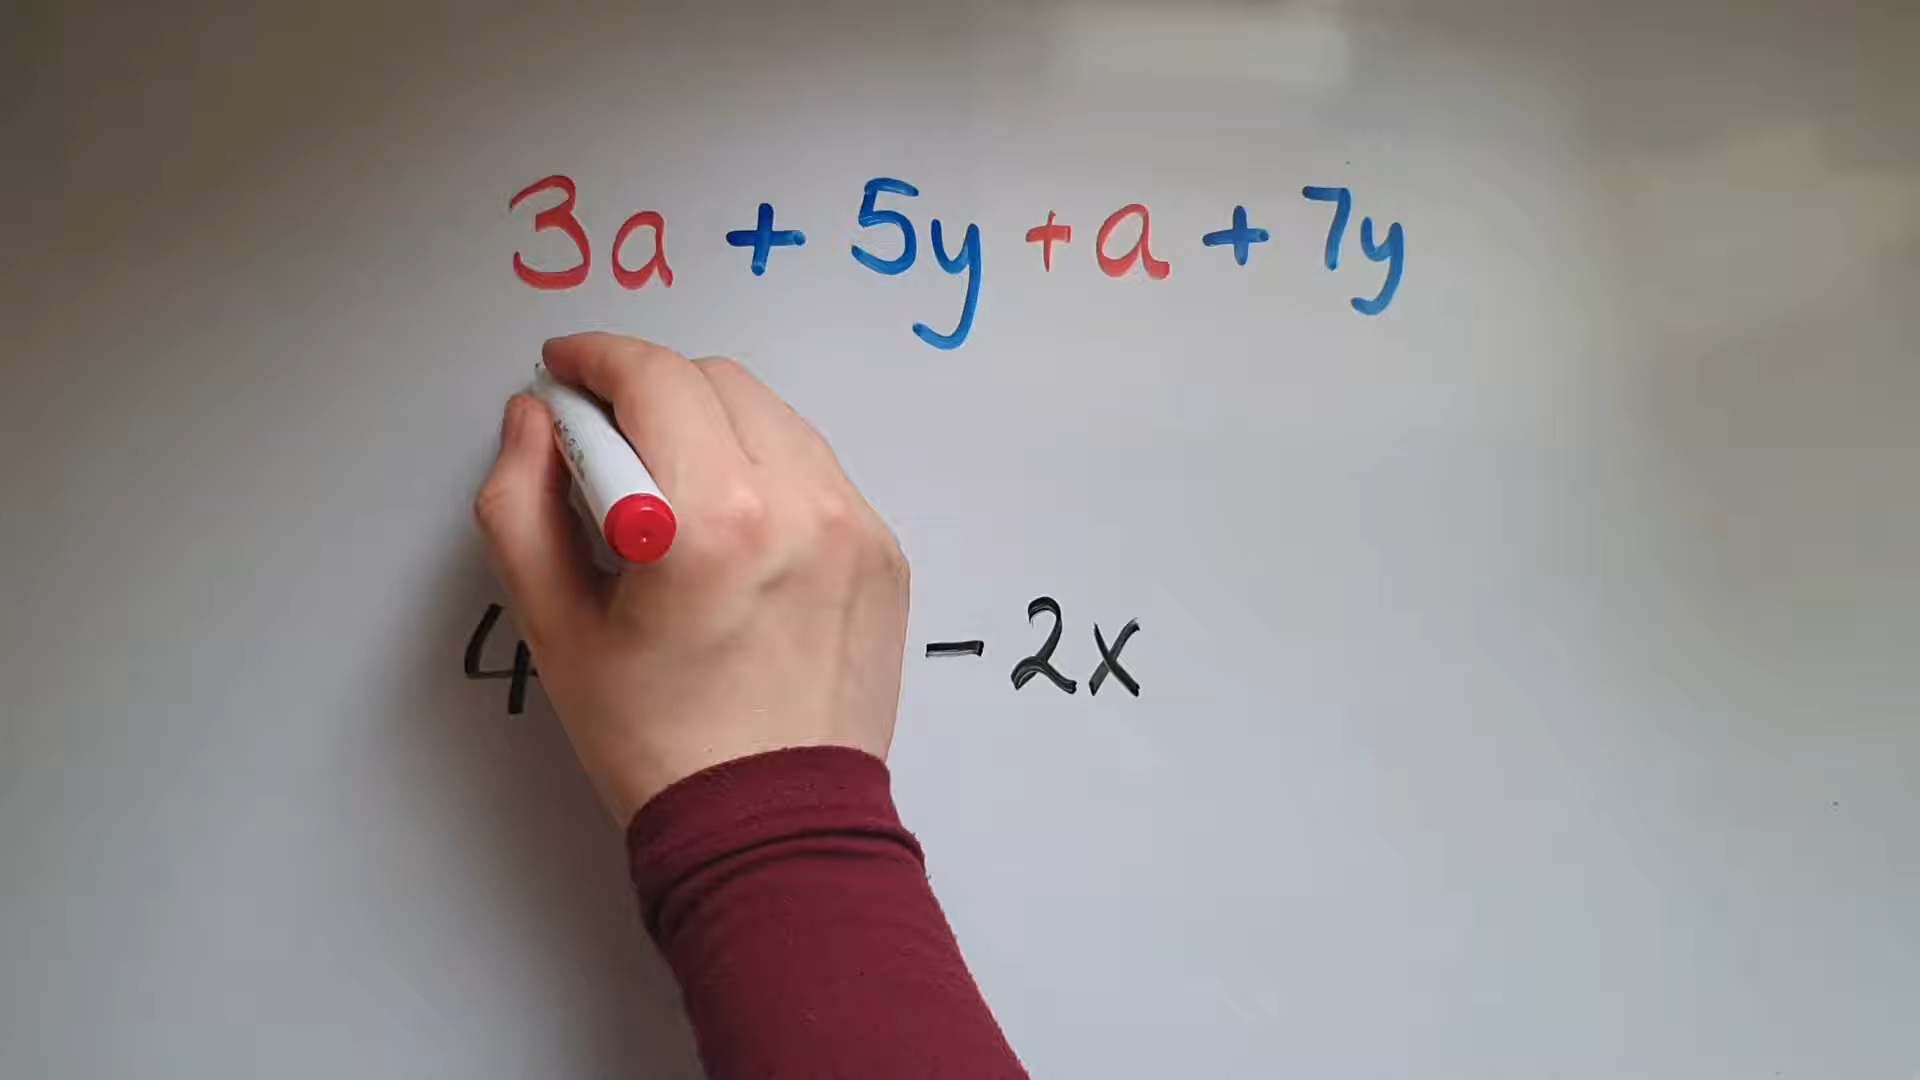 3a + 5y + a + 7y
4 - 2x